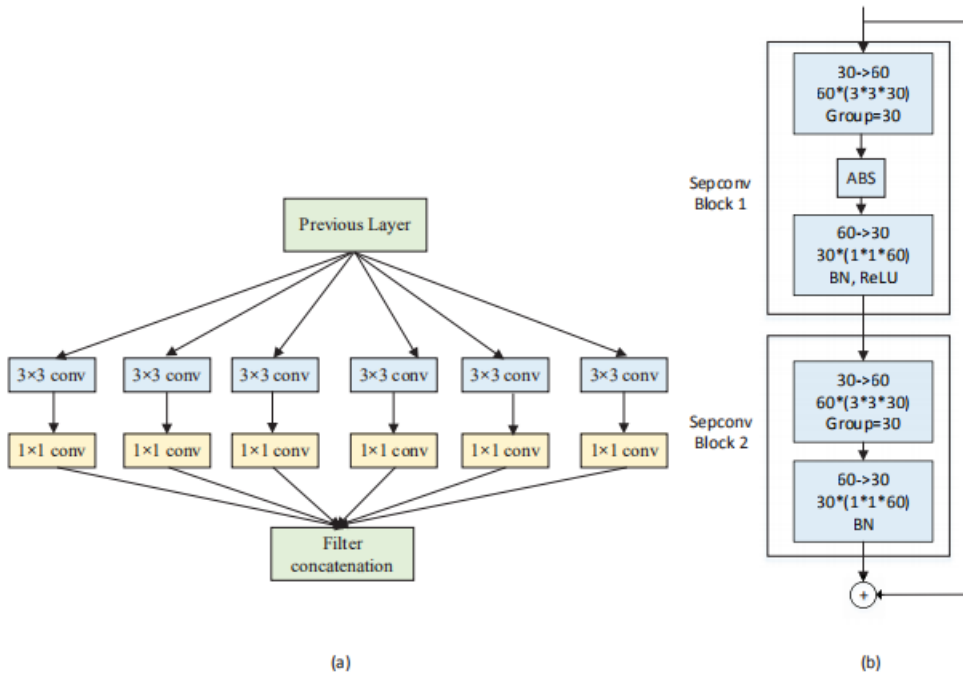 Previous Layer
3×3 conv
3×3 conv
3×3 conv
3×3 conv
3×3 conv
3×3 conv
1×1 conv
1×1 conv
1×1 conv
1×1 conv
1×1 conv
1×1 conv
Filter
concatenation
(a)
Sepconv
Block 1
30->60
60*(3*3*30)
Group=30
ABS
60->30
30*(1*1*60)
BN, ReLU
Sepconv
Block 2
30->60
60*(3*3*30)
Group=30
60->30
30*(1*1*60)
BN
+
(b)